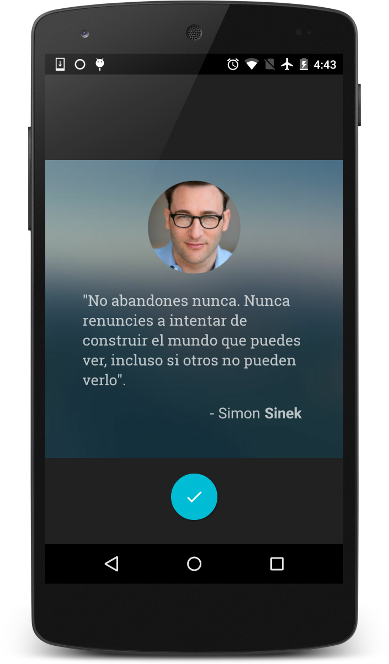 4:43
"No abandones nunca. Nunca
renuncies a intentar de
construir el mundo que puedes
ver, incluso si otros no pueden
verlo".
- Simon Sinek